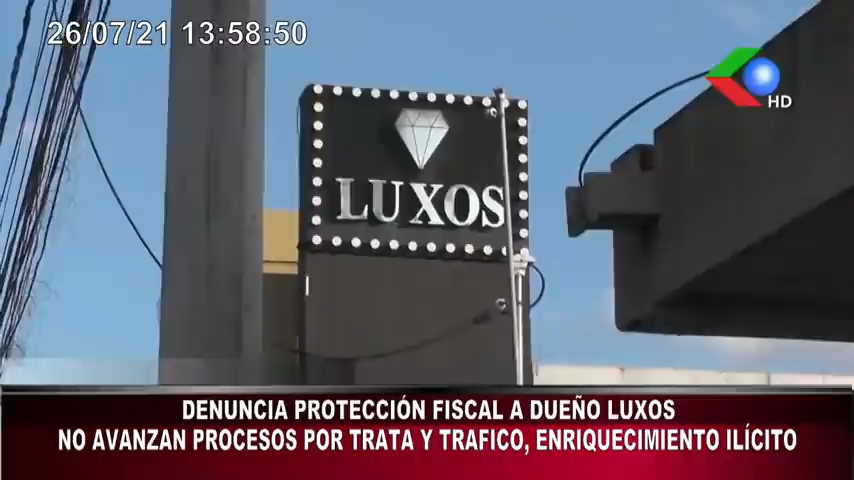 26/07/21 13:58:50
HD
LUXOS
DENUNCIA PROTECCIÓN FISCAL A DUEÑO LUXOS
NO AVANZAN PROCESOS POR TRATA Y TRAFICO, ENRIQUECIMIENTO ILÍCITO